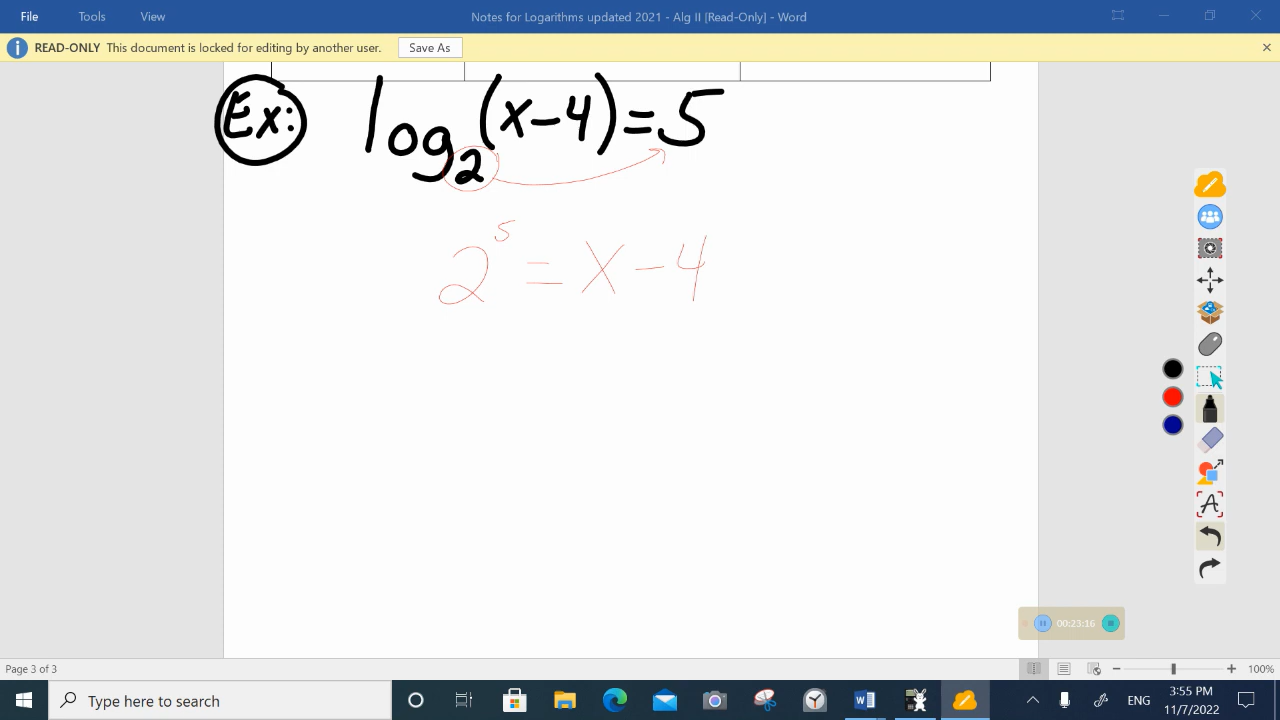 File Tools View Notes for Logarithms updated 2021 - Alg II [Read-Only] - Word
READ-ONLY This document is locked for editing by another user. Save As
Ex: log₂(x-4)=5
2⁵ = x-4
A
00:23:16
Page 3 of 3 100%
Type here to search ENG 3:55 PM
11/7/2022